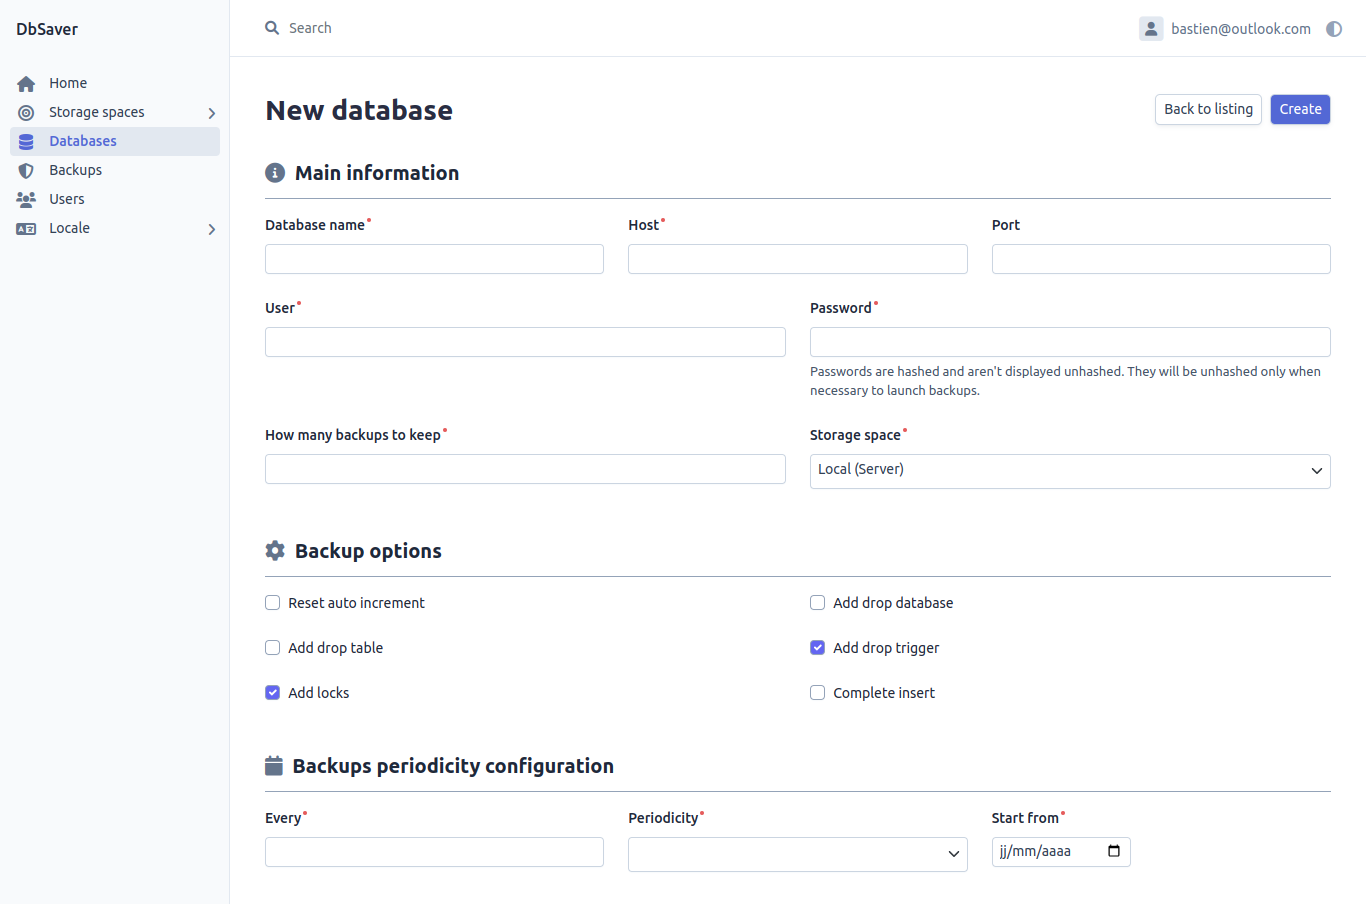 DbSaver
Search
bastien@outlook.com
Home
Storage spaces
Databases
Backups
Users
Locale
New database
Back to listing
Create
Main information
Database name
Host
Port
User
Password
Passwords are hashed and aren't displayed unhashed. They will be unhashed only when
necessary to launch backups.
How many backups to keep
Storage space
Local (Server)
Backup options
Reset auto increment
Add drop database
Add drop table
Add drop trigger
Add locks
Complete insert
Backups periodicity configuration
Every
Periodicity
Start from
jj/mm/aaaa